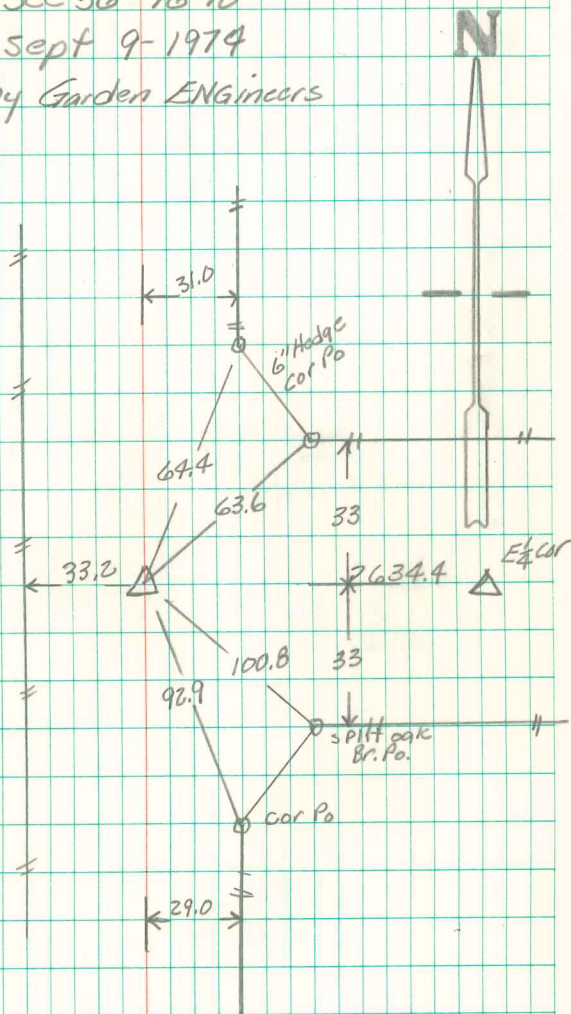 Sept 9-1974
Garden ENGineers
N
31.0
6" Hedge
Cor Po
64.4
63.6
33
33.2
2634.4
E¼ Cor
100.8
33
92.9
split oak
Br. Po.
Cor Po
29.0